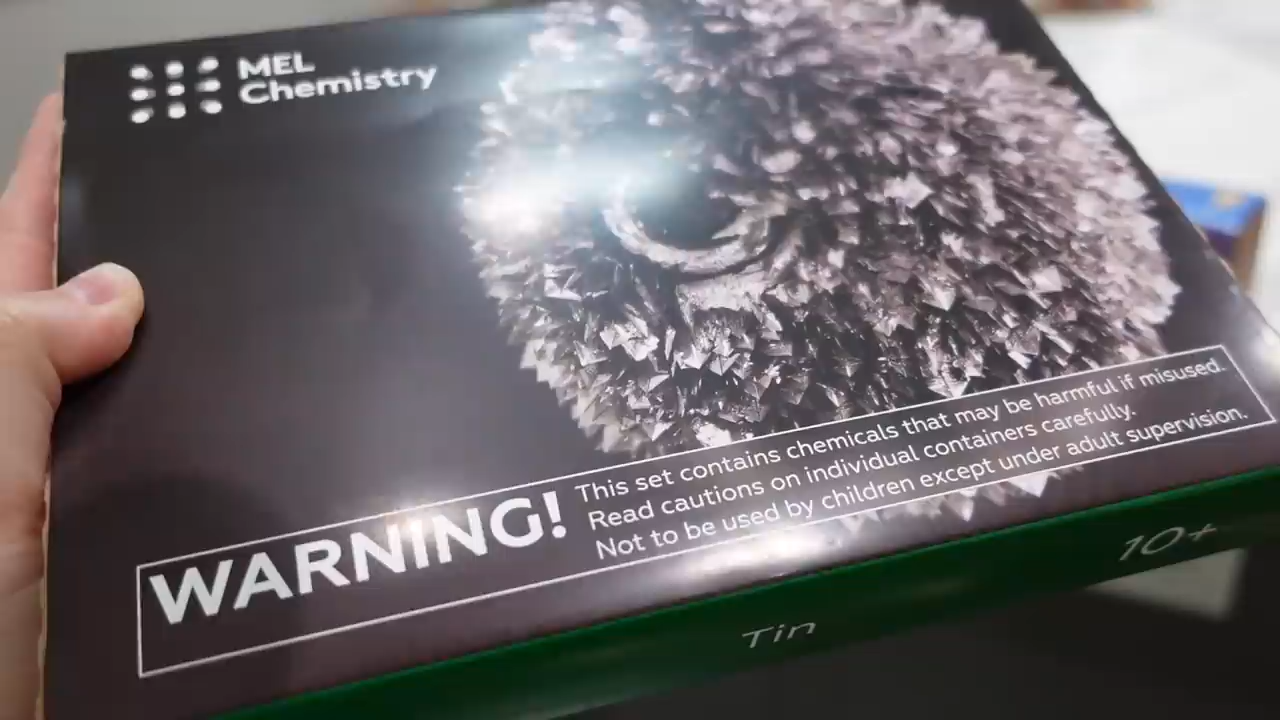 MEL
Chemistry
WARNING!
This set contains chemicals that may be harmful if misused.
Read cautions on individual containers carefully.
Not to be used by children except under adult supervision.
Tin
10+